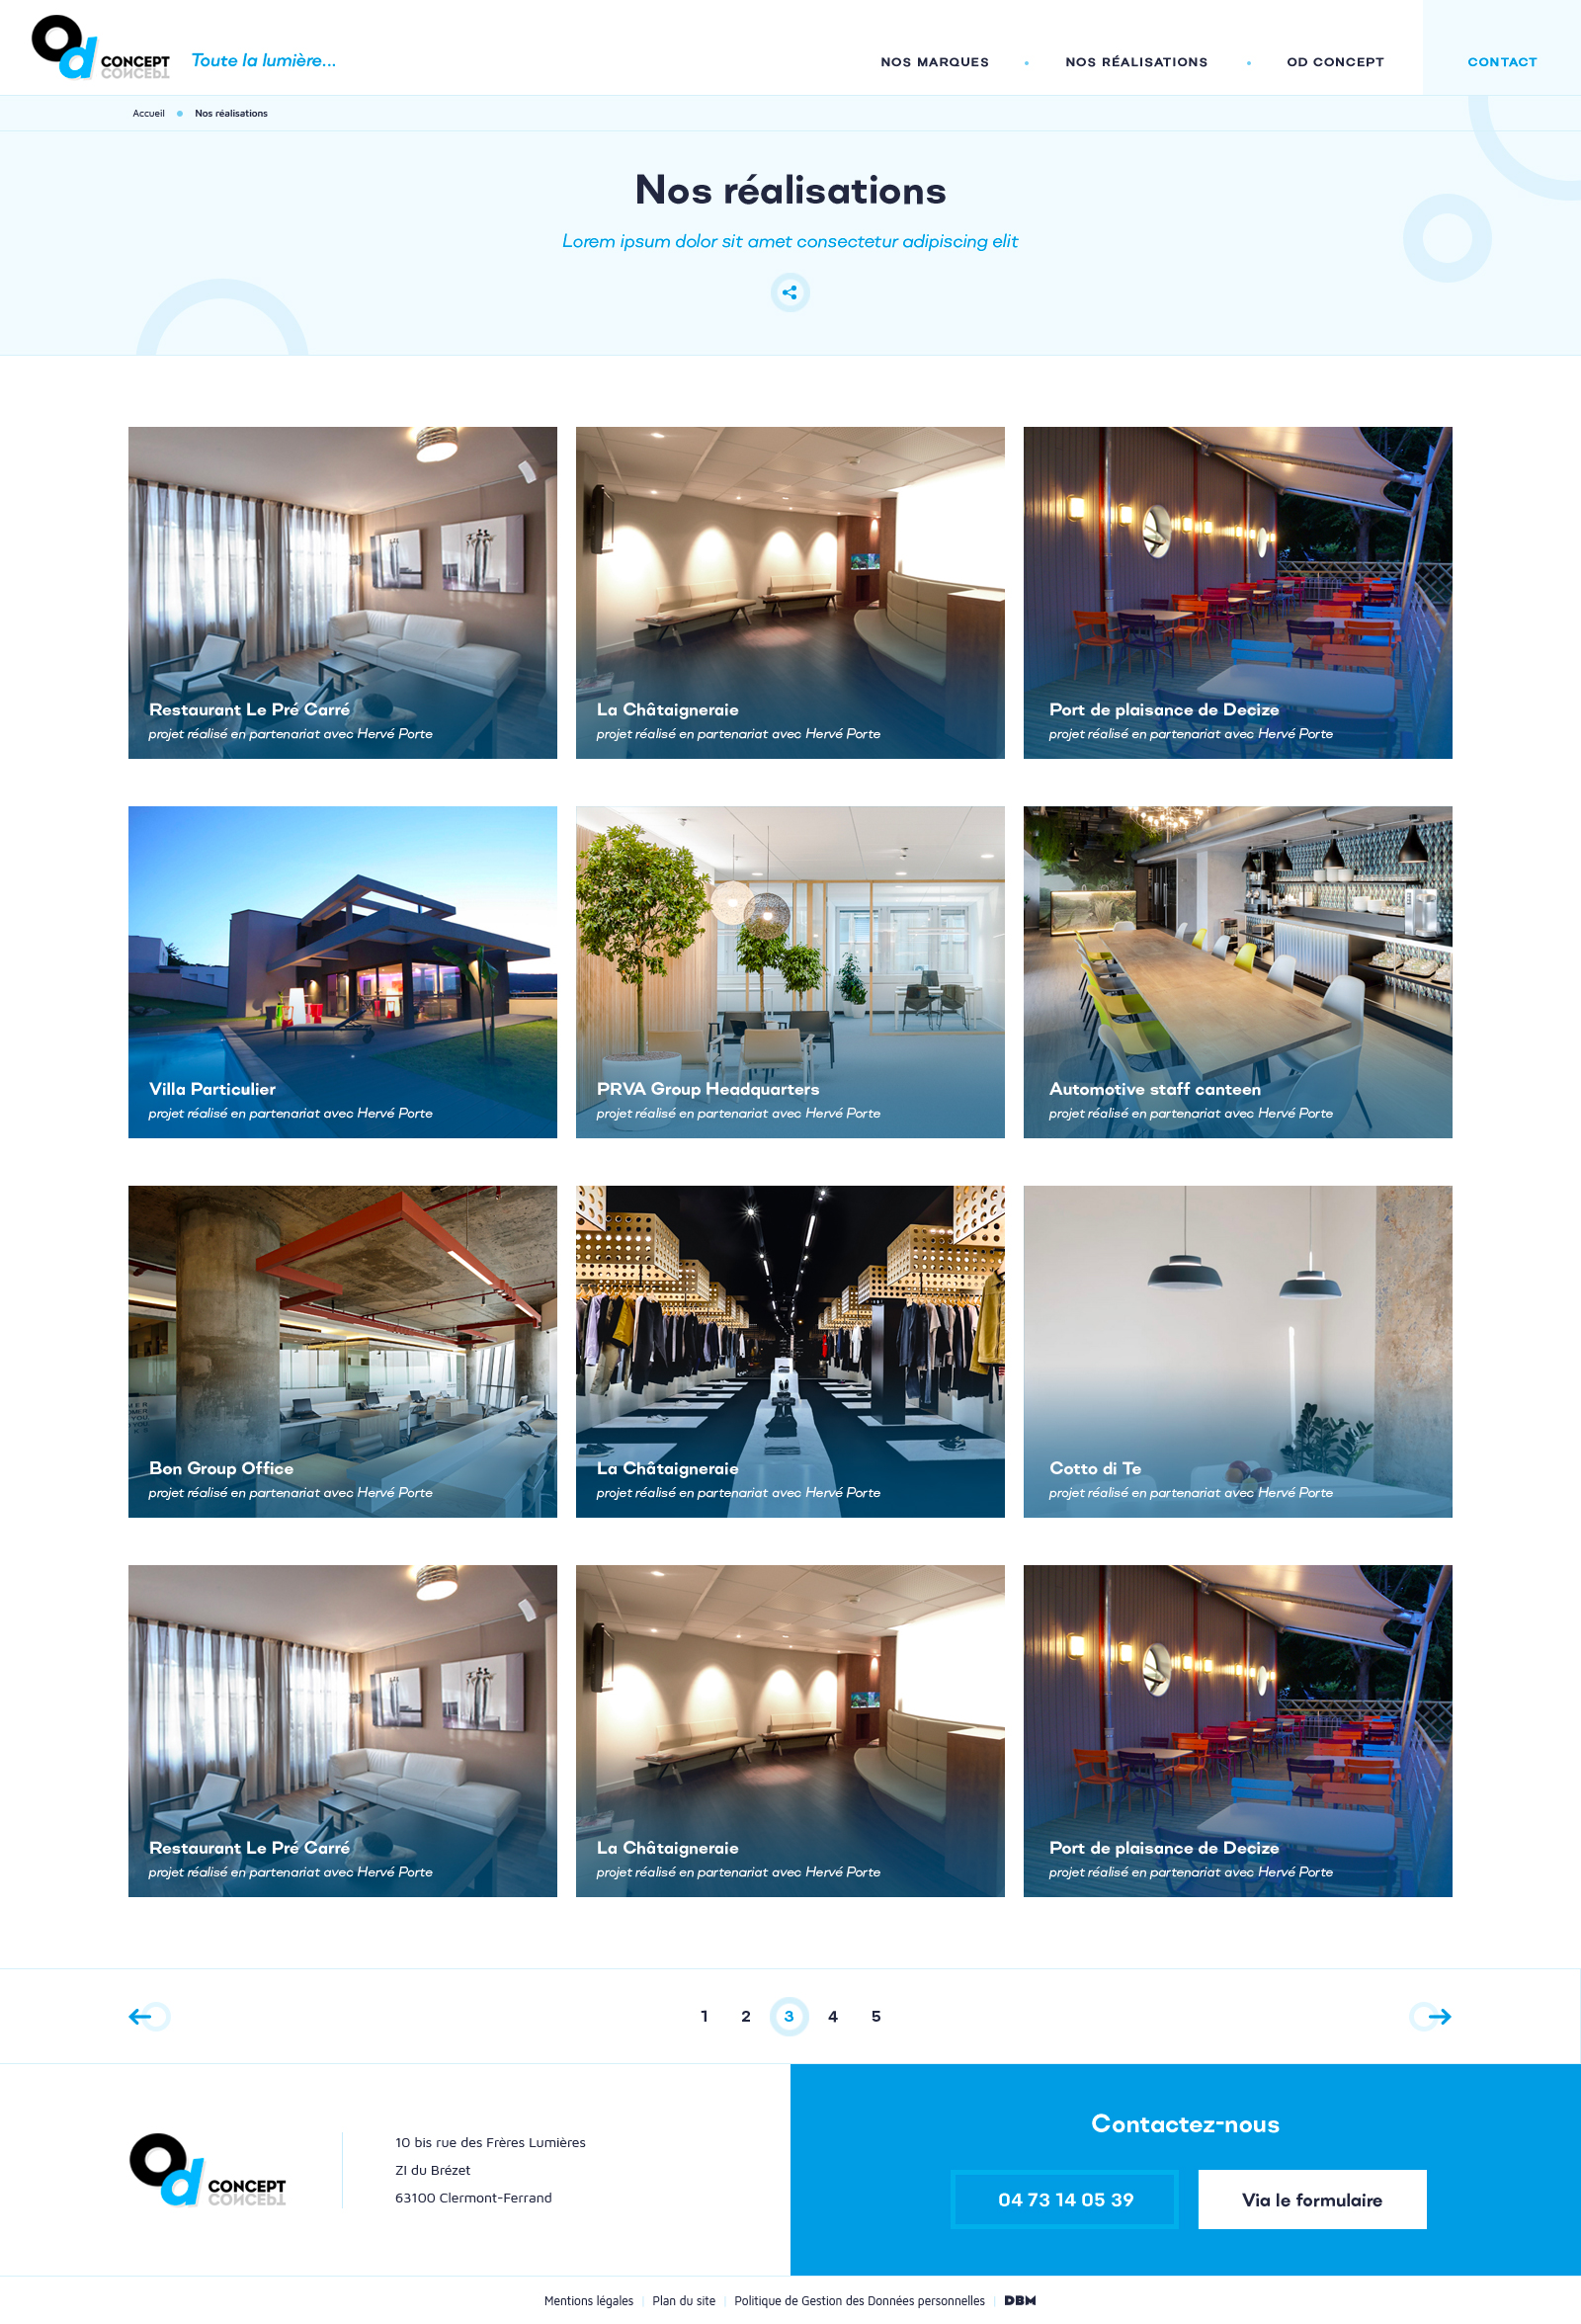 Od CONCEPT
Toute la lumière...
NOS MARQUES
NOS RÉALISATIONS
OD CONCEPT
CONTACT
Accueil
Nos réalisations
Nos réalisations
Lorem ipsum dolor sit amet consectetur adipiscing elit
Restaurant Le Pré Carré
projet réalisé en partenariat avec Hervé Porte
La Châtaigneraie
projet réalisé en partenariat avec Hervé Porte
Port de plaisance de Decize
projet réalisé en partenariat avec Hervé Porte
Villa Particulier
projet réalisé en partenariat avec Hervé Porte
PRVA Group Headquarters
projet réalisé en partenariat avec Hervé Porte
Automotive staff canteen
projet réalisé en partenariat avec Hervé Porte
Bon Group Office
projet réalisé en partenariat avec Hervé Porte
La Châtaigneraie
projet réalisé en partenariat avec Hervé Porte
Cotto di Te
projet réalisé en partenariat avec Hervé Porte
Restaurant Le Pré Carré
projet réalisé en partenariat avec Hervé Porte
La Châtaigneraie
projet réalisé en partenariat avec Hervé Porte
Port de plaisance de Decize
projet réalisé en partenariat avec Hervé Porte
1 2 3 4 5
Od CONCEPT
10 bis rue des Frères Lumières
ZI du Brézet
63100 Clermont-Ferrand
Contactez-nous
04 73 14 05 39
Via le formulaire
Mentions légales | Plan du site | Politique de Gestion des Données personnelles | DBM